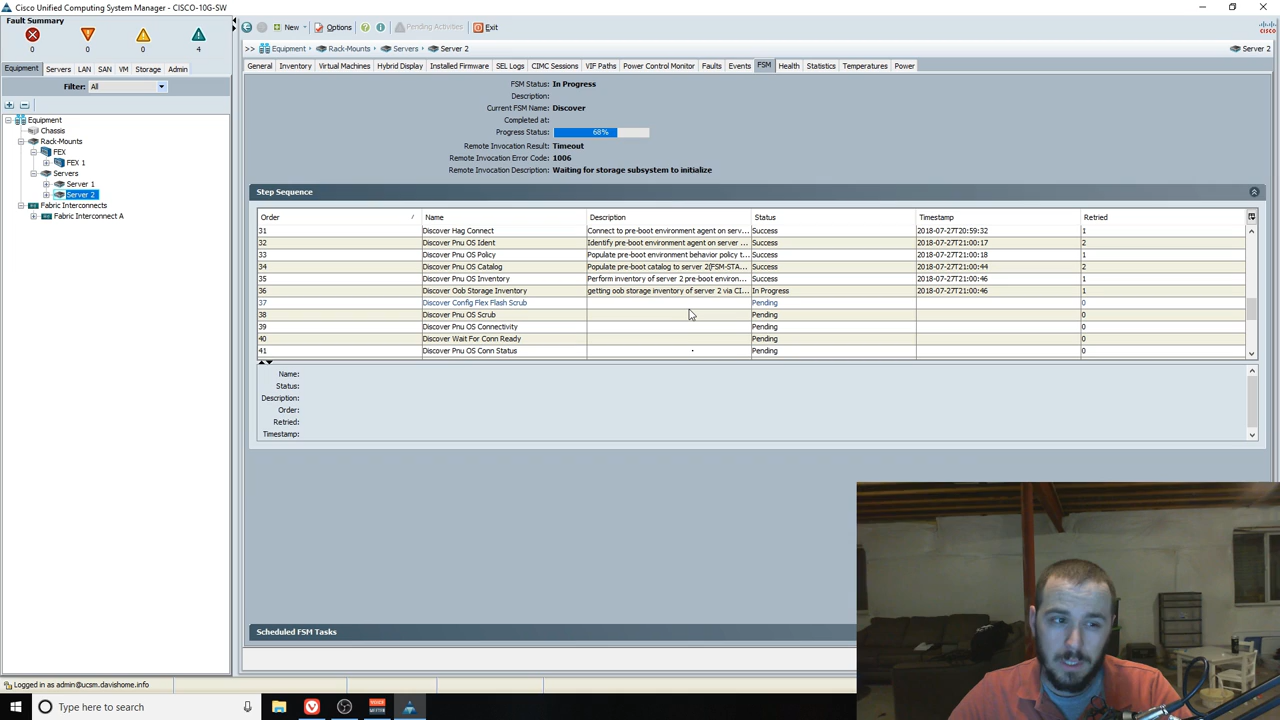 Cisco Unified Computing System Manager - CISCO-10G-SW
Fault Summary
0 0 0 4
Equipment Servers LAN SAN VM Storage Admin
Filter: All
Equipment
Chassis
Rack-Mounts
FEX
FEX 1
Servers
Server 1
Server 2
Fabric Interconnects
Fabric Interconnect A
New Options ? i Pending Activities Exit
cisco
>> Equipment Rack-Mounts Servers Server 2
Server 2
General Inventory Virtual Machines Hybrid Display Installed Firmware SEL Logs CIMC Sessions VIF Paths Power Control Monitor Faults Events FSM Health Statistics Temperatures Power
FSM Status: In Progress
Description:
Current FSM Name: Discover
Completed at:
Progress Status: 68%
Remote Invocation Result: Timeout
Remote Invocation Error Code: 1006
Remote Invocation Description: Waiting for storage subsystem to initialize
Step Sequence
Order Name Description Status Timestamp Retried
31 Discover Hag Connect Connect to pre-boot environment agent on serv... Success 2018-07-27T20:59:32 1
32 Discover Pnu OS Ident Identify pre-boot environment agent on server ... Success 2018-07-27T21:00:17 2
33 Discover Pnu OS Policy Populate pre-boot environment behavior policy t... Success 2018-07-27T21:00:18 1
34 Discover Pnu OS Catalog Populate pre-boot catalog to server 2(FSM-STA... Success 2018-07-27T21:00:44 2
35 Discover Pnu OS Inventory Perform inventory of server 2 pre-boot environ... Success 2018-07-27T21:00:46 1
36 Discover Oob Storage Inventory getting oob storage inventory of server 2 via CI... In Progress 2018-07-27T21:00:46 1
37 Discover Config Flex Flash Scrub Pending 0
38 Discover Pnu OS Scrub Pending 0
39 Discover Pnu OS Connectivity Pending 0
40 Discover Wait For Conn Ready Pending 0
41 Discover Pnu OS Conn Status Pending 0
Name:
Status:
Description:
Order:
Retried:
Timestamp:
Scheduled FSM Tasks
Logged in as admin@ucsm.davishome.info
Type here to search